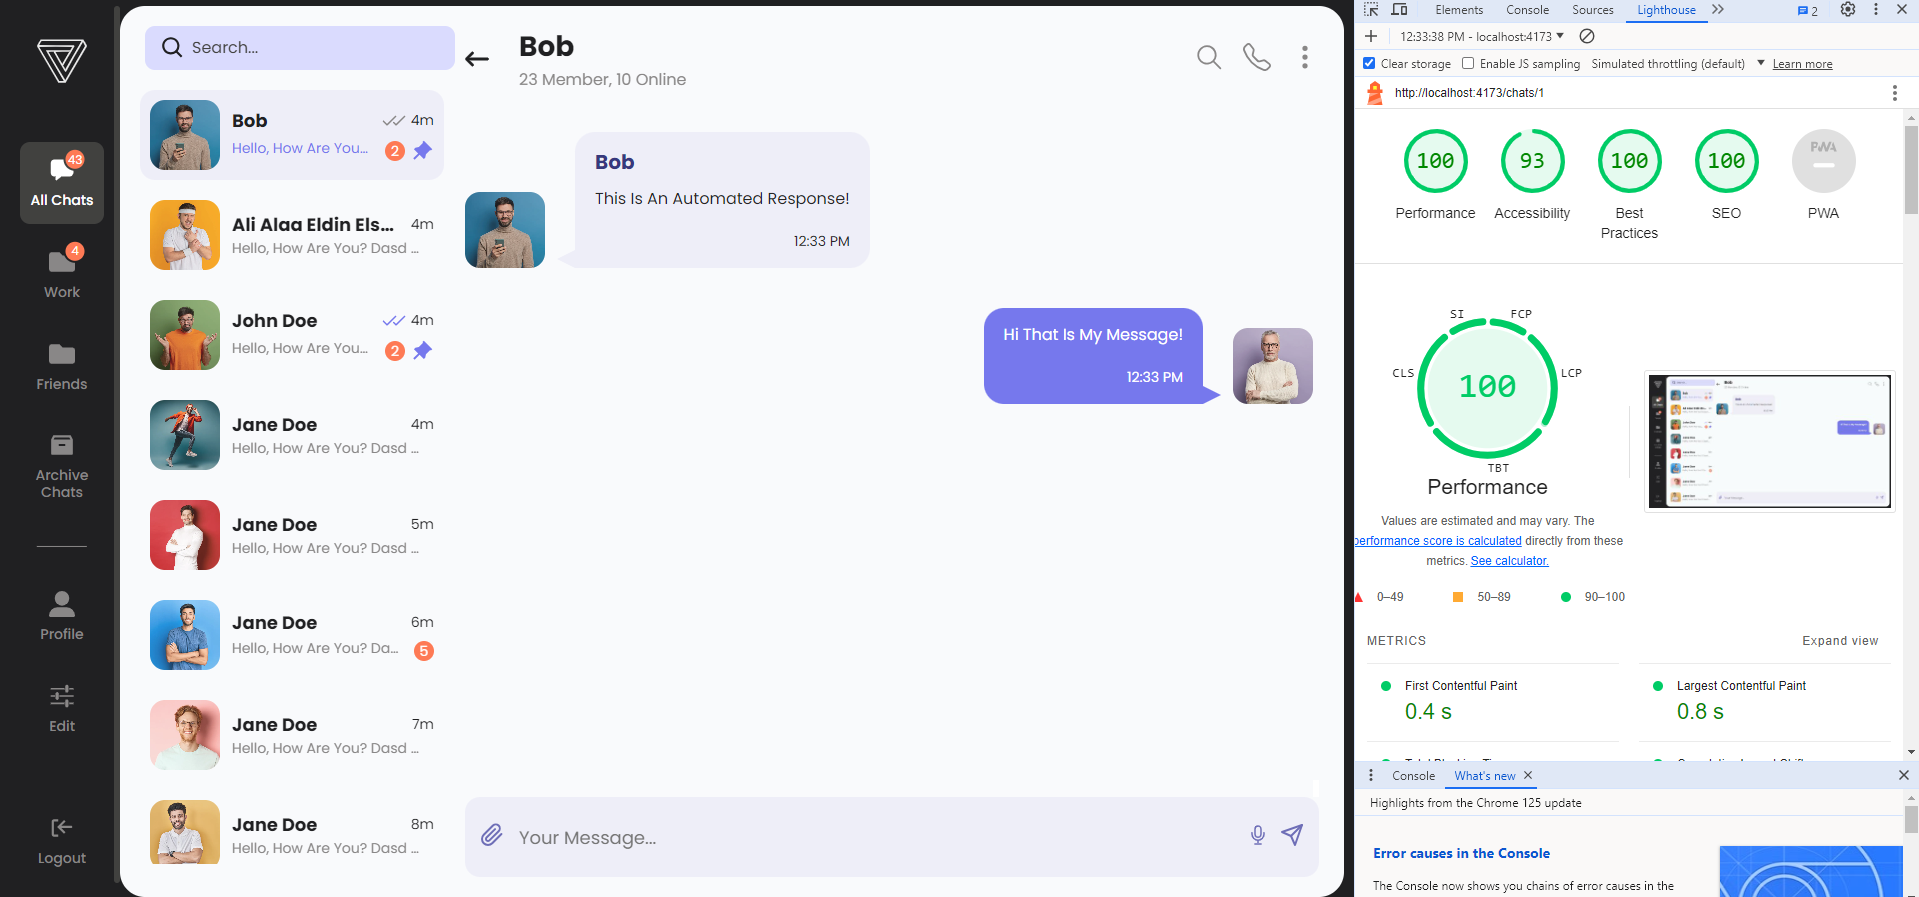 43
All Chats
4
Work
Friends
Archive
Chats
Profile
Edit
Logout
Search...
Bob
4m
Hello, How Are You...
2
Ali Alaa Eldin Els...
4m
Hello, How Are You? Dasd ...
John Doe
4m
Hello, How Are You...
2
Jane Doe
4m
Hello, How Are You? Dasd ...
Jane Doe
5m
Hello, How Are You? Dasd ...
Jane Doe
6m
Hello, How Are You? Da...
5
Jane Doe
7m
Hello, How Are You? Dasd ...
Jane Doe
8m
Hello, How Are You? Dasd ...
Bob
23 Member, 10 Online
Bob
This Is An Automated Response!
12:33 PM
Hi That Is My Message!
12:33 PM
Your Message...
Elements
Console
Sources
Lighthouse
2
12:33:38 PM - localhost:4173
Clear storage
Enable JS sampling
Simulated throttling (default)
Learn more
http://localhost:4173/chats/1
100
93
100
100
PWA
Performance
Accessibility
Best
Practices
SEO
PWA
SI
FCP
CLS
LCP
100
TBT
Performance
Values are estimated and may vary. The
performance score is calculated directly from these
metrics. See calculator.
0–49
50–89
90–100
METRICS
Expand view
First Contentful Paint
0.4 s
Largest Contentful Paint
0.8 s
Console
What's new
Highlights from the Chrome 125 update
Error causes in the Console
The Console now shows you chains of error causes in the